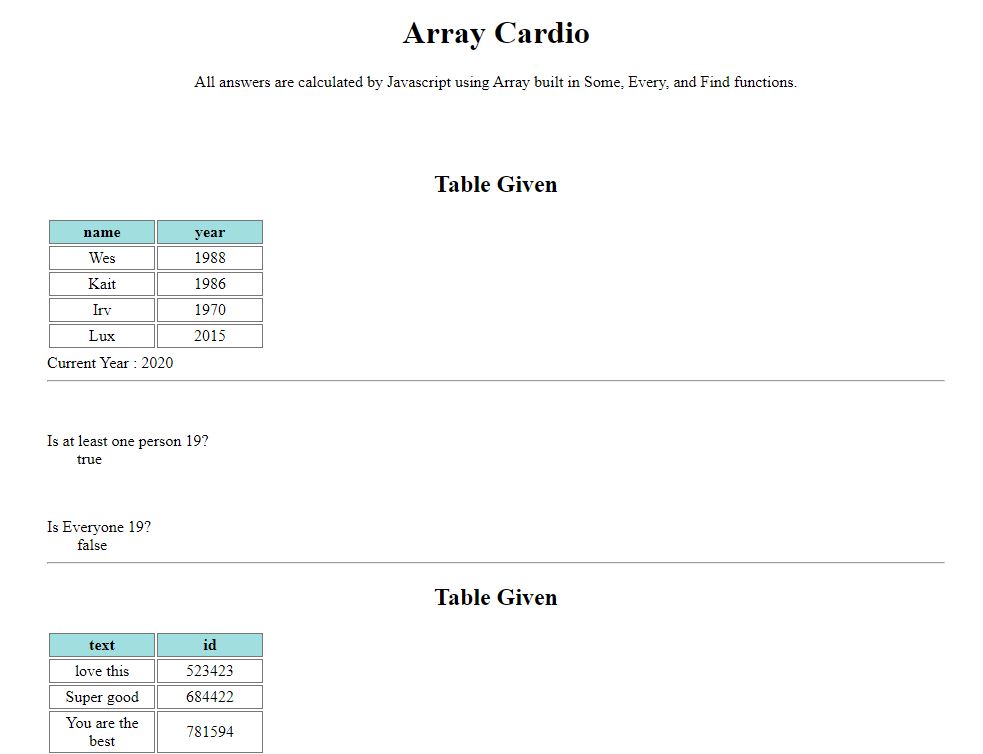 Array Cardio
All answers are calculated by Javascript using Array built in Some, Every, and Find functions.
Table Given
name year
Wes 1988
Kait 1986
Irv 1970
Lux 2015
Current Year : 2020
Is at least one person 19?
true
Is Everyone 19?
false
Table Given
text id
love this 523423
Super good 684422
You are the
best 781594